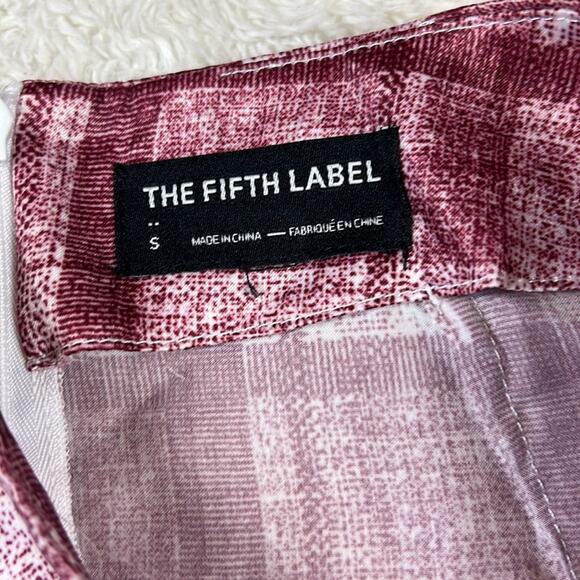 THE FIFTH LABEL
S
MADE IN CHINA — FABRIQUÉ EN CHINE